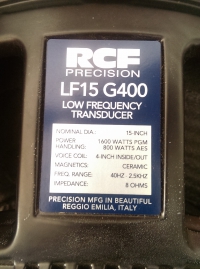 RCF
PRECISION
LF15 G400
LOW FREQUENCY
TRANSDUCER
NOMINAL DIA.: 15-INCH
POWER 1600 WATTS PGM
HANDLING: 800 WATTS AES
VOICE COIL: 4-INCH INSIDE/OUT
MAGNETICS: CERAMIC
FREQ. RANGE: 40HZ - 2.5KHZ
IMPEDANCE: 8 OHMS
PRECISION MFG IN BEAUTIFUL
REGGIO EMILIA, ITALY